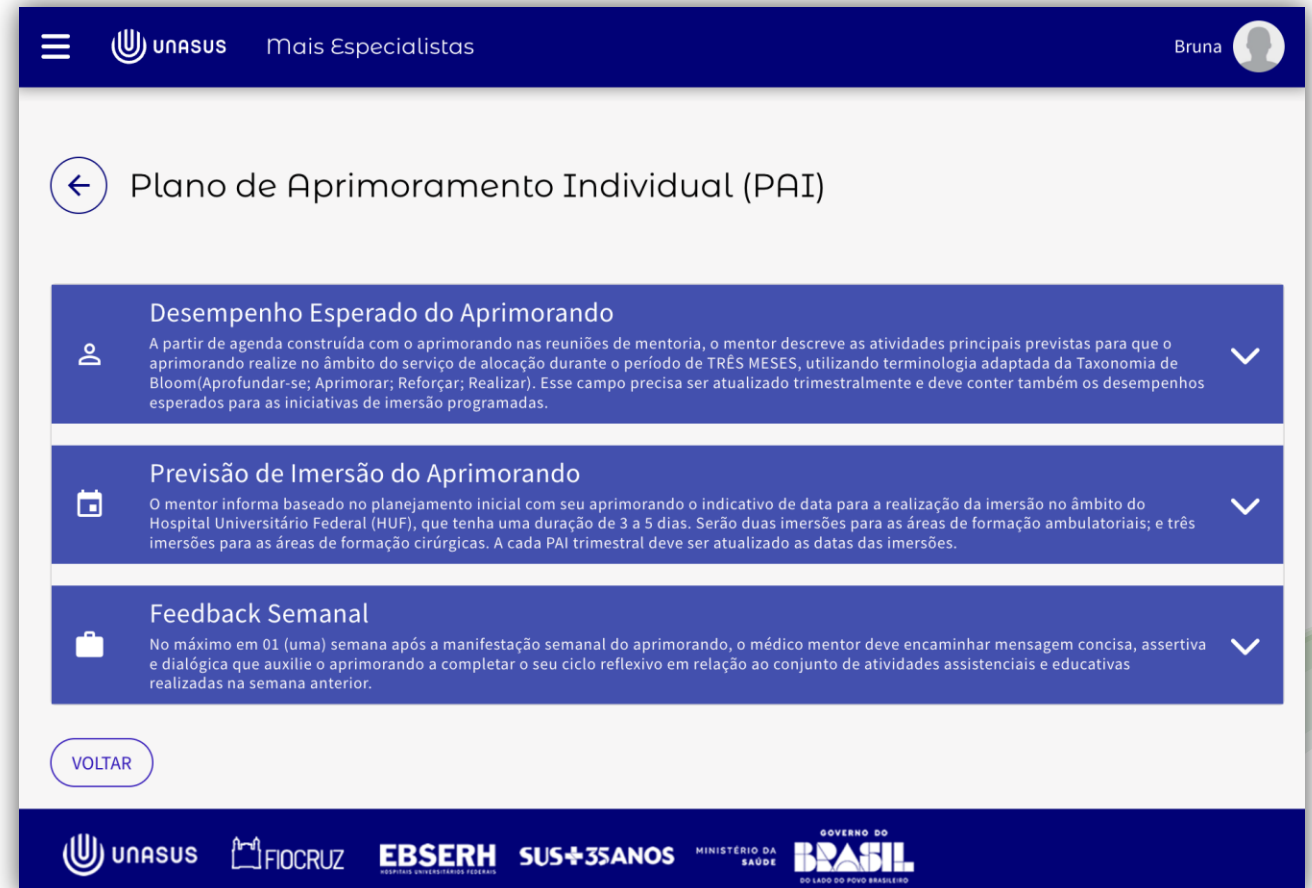 UNASUS Mais Especialistas Bruna
Plano de Aprimoramento Individual (PAI)
Desempenho Esperado do Aprimorando
A partir de agenda construída com o aprimorando nas reuniões de mentoria, o mentor descreve as atividades principais previstas para que o
aprimorando realize no âmbito do serviço de alocação durante o período de TRÊS MESES, utilizando terminologia adaptada da Taxonomia de
Bloom(Aprofundar-se; Aprimorar; Reforçar; Realizar). Esse campo precisa ser atualizado trimestralmente e deve conter também os desempenhos
esperados para as iniciativas de imersão programadas.
Previsão de Imersão do Aprimorando
O mentor informa baseado no planejamento inicial com seu aprimorando o indicativo de data para a realização da imersão no âmbito do
Hospital Universitário Federal (HUF), que tenha uma duração de 3 a 5 dias. Serão duas imersões para as áreas de formação ambulatoriais; e três
imersões para as áreas de formação cirúrgicas. A cada PAI trimestral deve ser atualizado as datas das imersões.
Feedback Semanal
No máximo em 01 (uma) semana após a manifestação semanal do aprimorando, o médico mentor deve encaminhar mensagem concisa, assertiva
e dialógica que auxilie o aprimorando a completar o seu ciclo reflexivo em relação ao conjunto de atividades assistenciais e educativas
realizadas na semana anterior.
VOLTAR
UNASUS
FIOCRUZ
EBSERH
HOSPITAIS UNIVERSITÁRIOS FEDERAIS
SUS+35ANOS
MINISTÉRIO DA
SAÚDE
GOVERNO DO
BRASIL
DO LADO DO POVO BRASILEIRO